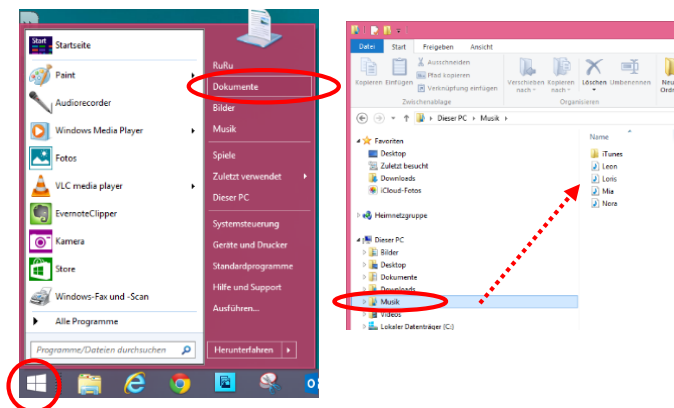 Start
Startseite
Paint
Audiorecorder
Windows Media Player
Fotos
VLC media player
EvernoteClipper
Kamera
Store
Windows-Fax und -Scan
Alle Programme
Programme/Dateien durchsuchen
RuRu
Dokumente
Bilder
Musik
Spiele
Zuletzt verwendet
Dieser PC
Systemsteuerung
Geräte und Drucker
Standardprogramme
Hilfe und Support
Ausführen...
Herunterfahren
Datei Start Freigeben Ansicht
Kopieren Einfügen
Ausschneiden
Pfad kopieren
Verknüpfung einfügen
Zwischenablage
Verschieben nach
Kopieren nach
Löschen
Umbenennen
Organisieren
Neu
Ordn
Dieser PC Musik
Favoriten
Desktop
Zuletzt besucht
Downloads
iCloud-Fotos
Heimnetzgruppe
Dieser PC
Bilder
Desktop
Dokumente
Downloads
Musik
Videos
Lokaler Datenträger (C:)
Name
iTunes
Leon
Loris
Mia
Nora